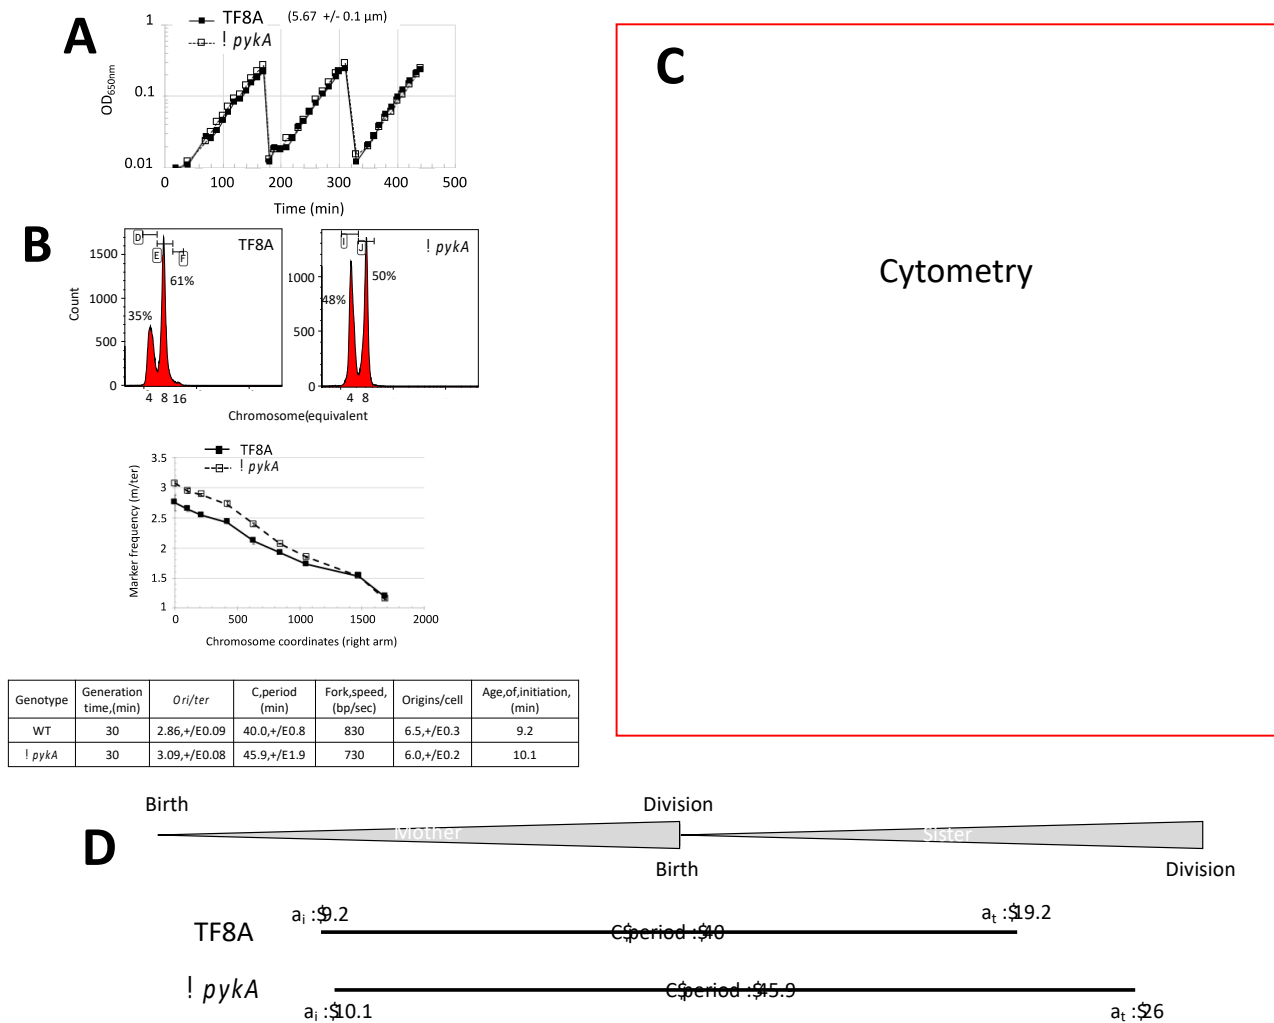 A
TF8A
(5.67 +/- 0.1 µm)
! pykA
1
0.1
0.01
OD650nm
0 100 200 300 400 500
Time (min)
B
D
E
F
TF8A
1500
1000
500
0
Count
61%
35%
4 8 16
I
J
! pykA
1000
500
0
50%
48%
4 8
Chromosome(equivalent
TF8A
! pykA
3.5
3
2.5
2
1.5
1
Marker frequency (m/ter)
0 500 1000 1500 2000
Chromosome coordinates (right arm)
Genotype Generation time,(min) Ori/ter C,period (min) Fork,speed, (bp/sec) Origins/cell Age,of,initiation, (min)
WT 30 2.86,+/E0.09 40.0,+/E0.8 830 6.5,+/E0.3 9.2
! pykA 30 3.09,+/E0.08 45.9,+/E1.9 730 6.0,+/E0.2 10.1
C
Cytometry
D
Birth Division
Mother Sister
Birth Division
TF8A
ai :$9.2
C$period :$40
at :$19.2
! pykA
ai :$10.1
C$period :$45.9
at :$26